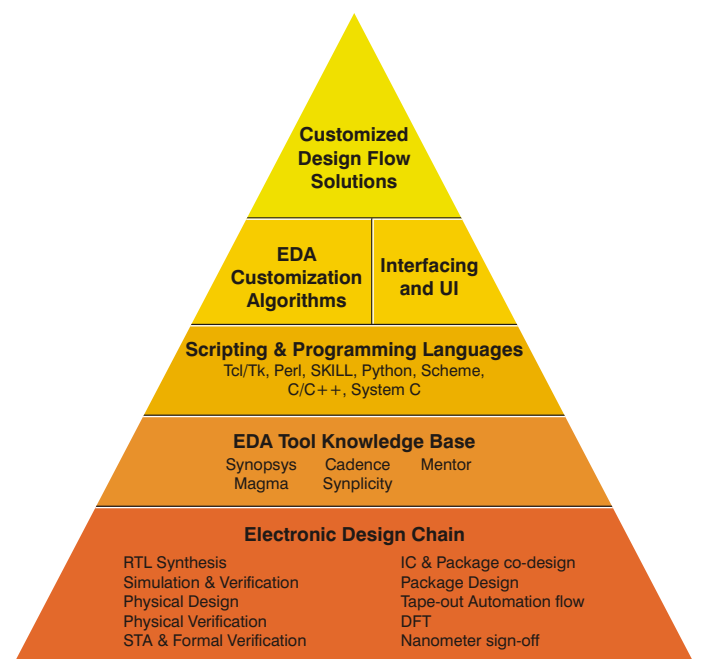 Customized
Design Flow
Solutions
EDA
Customization
Algorithms
Interfacing
and UI
Scripting & Programming Languages
Tcl/Tk, Perl, SKILL, Python, Scheme,
C/C++, System C
EDA Tool Knowledge Base
Synopsys Cadence Mentor
Magma Synplicity
Electronic Design Chain
RTL Synthesis
Simulation & Verification
Physical Design
Physical Verification
STA & Formal Verification
IC & Package co-design
Package Design
Tape-out Automation flow
DFT
Nanometer sign-off